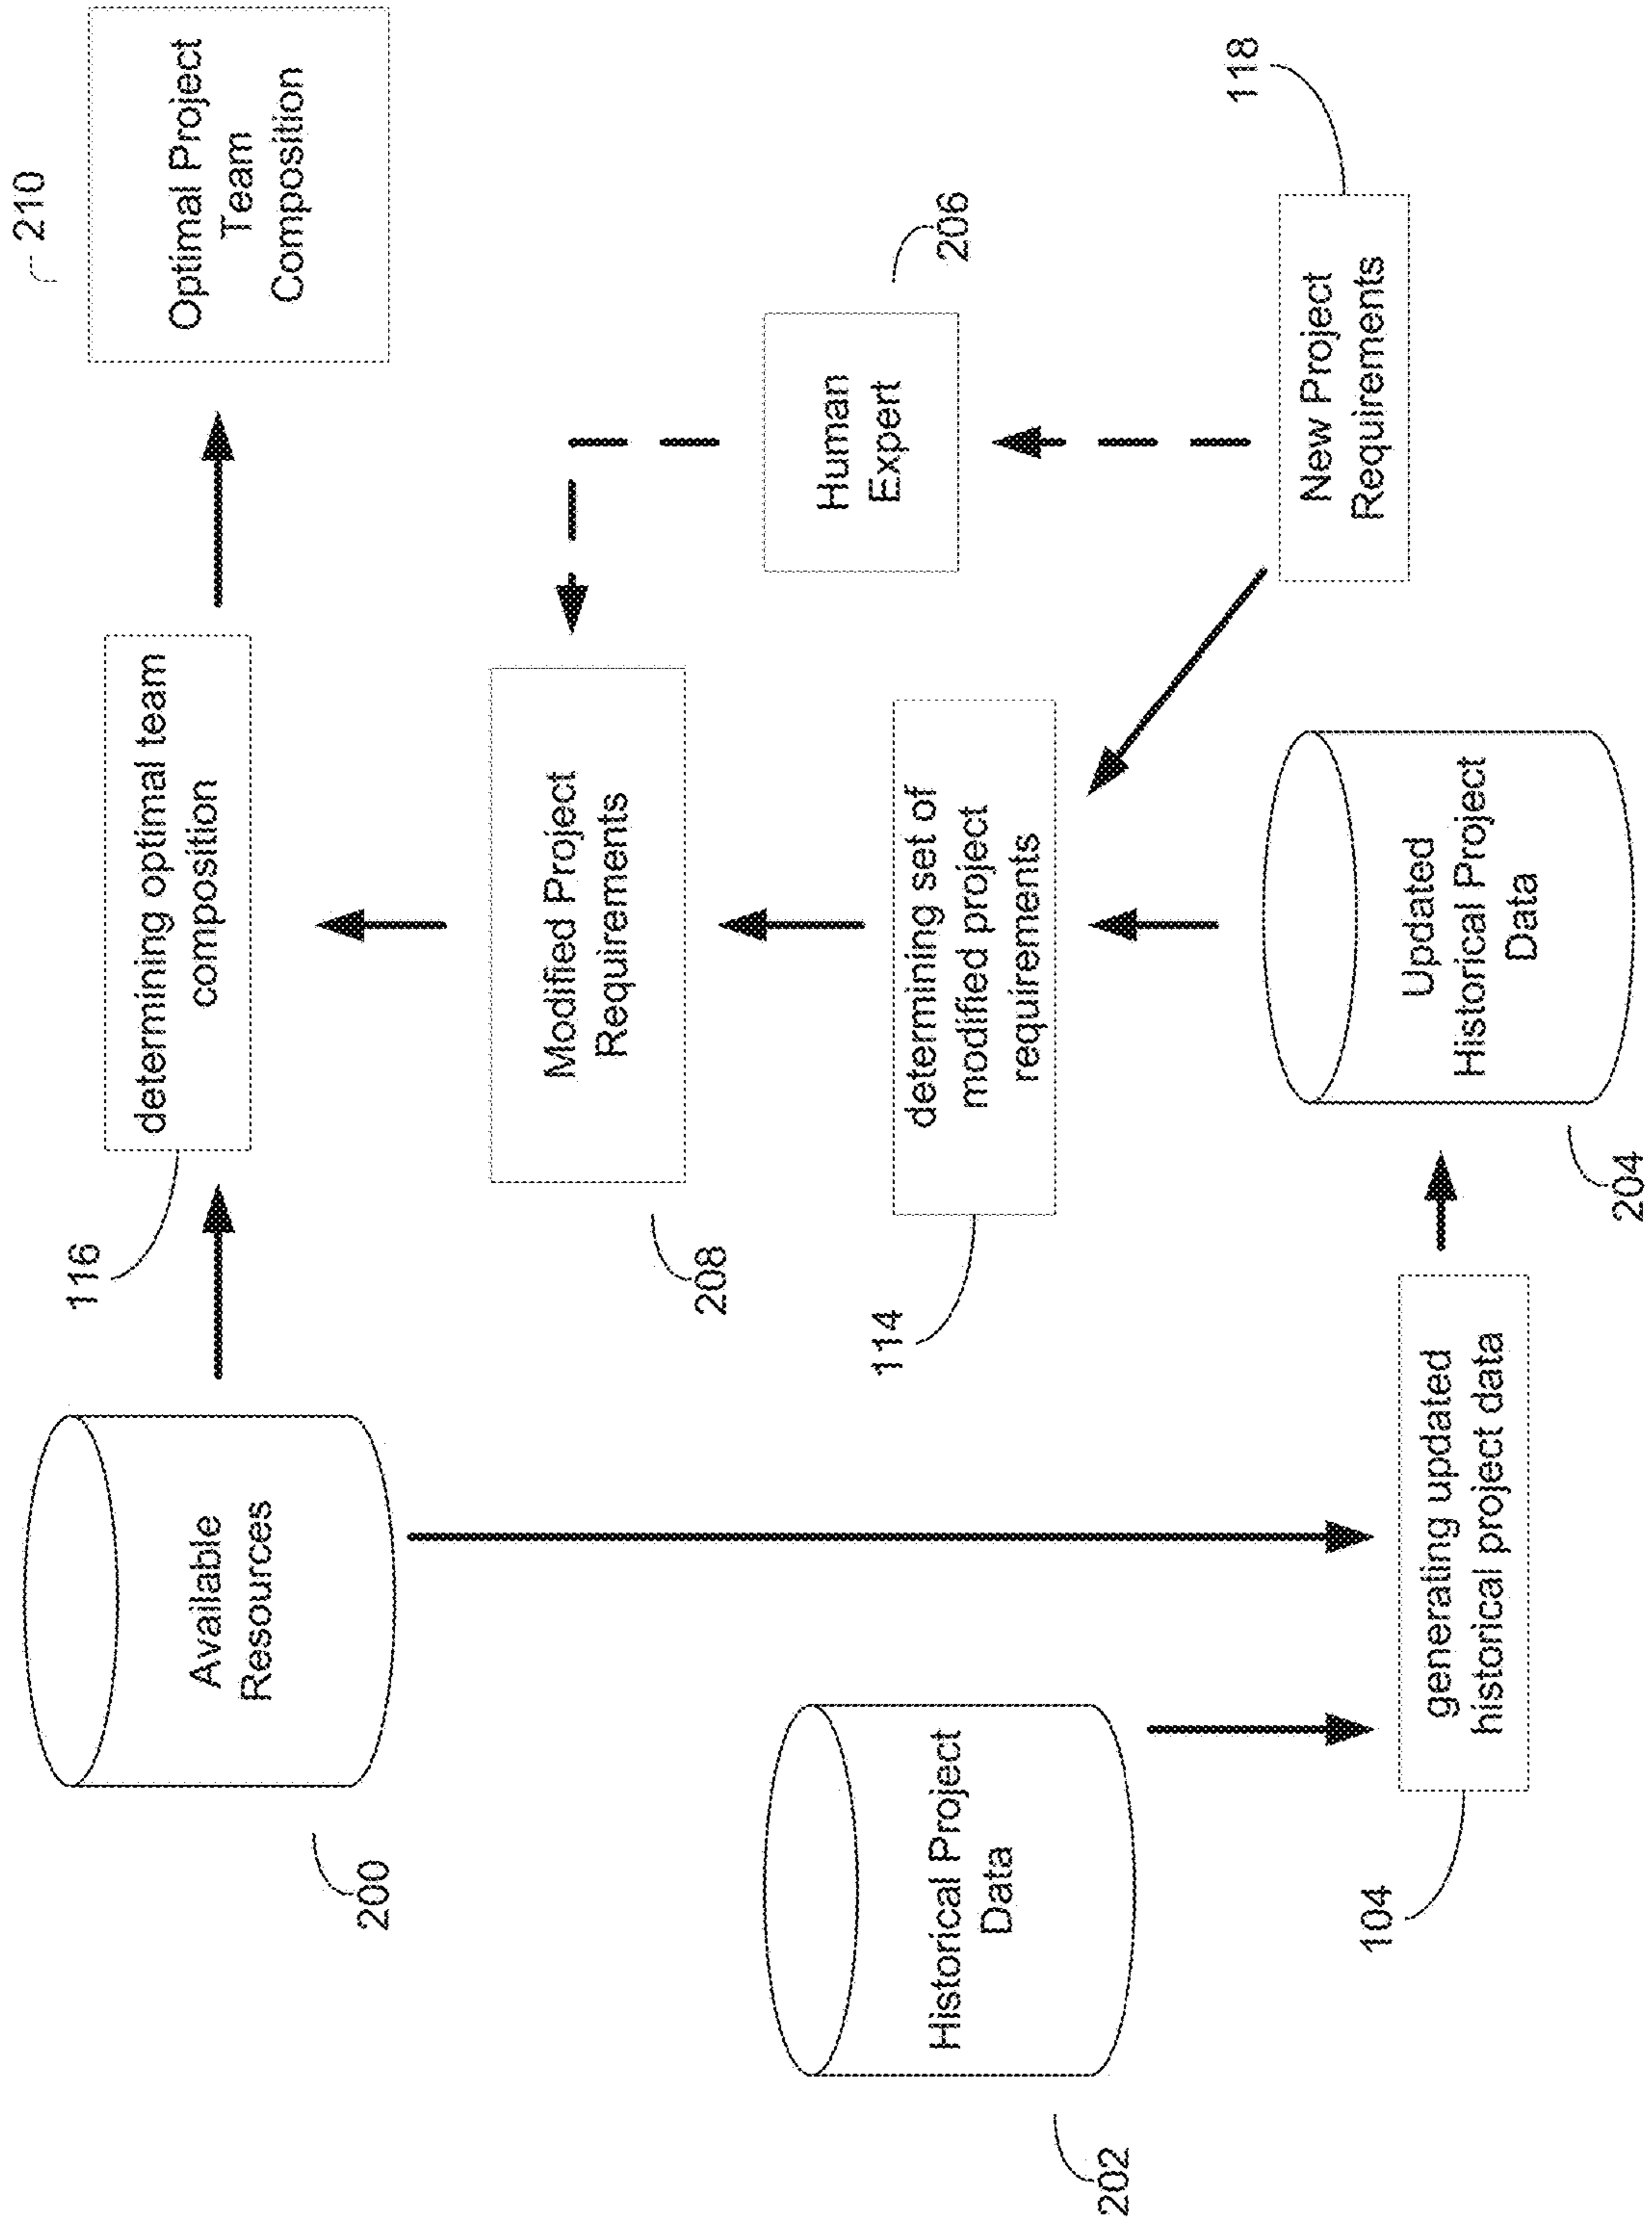 210
116
Available
Resources
determining optimal team
composition
Optimal Project
Team
Composition
200
Modified Project
Requirements
208
Human
Expert
206
Historical Project
Data
202
114
determining set of
modified project
requirements
118
New Project
Requirements
104
generating updated
historical project data
Updated
Historical Project
Data
204